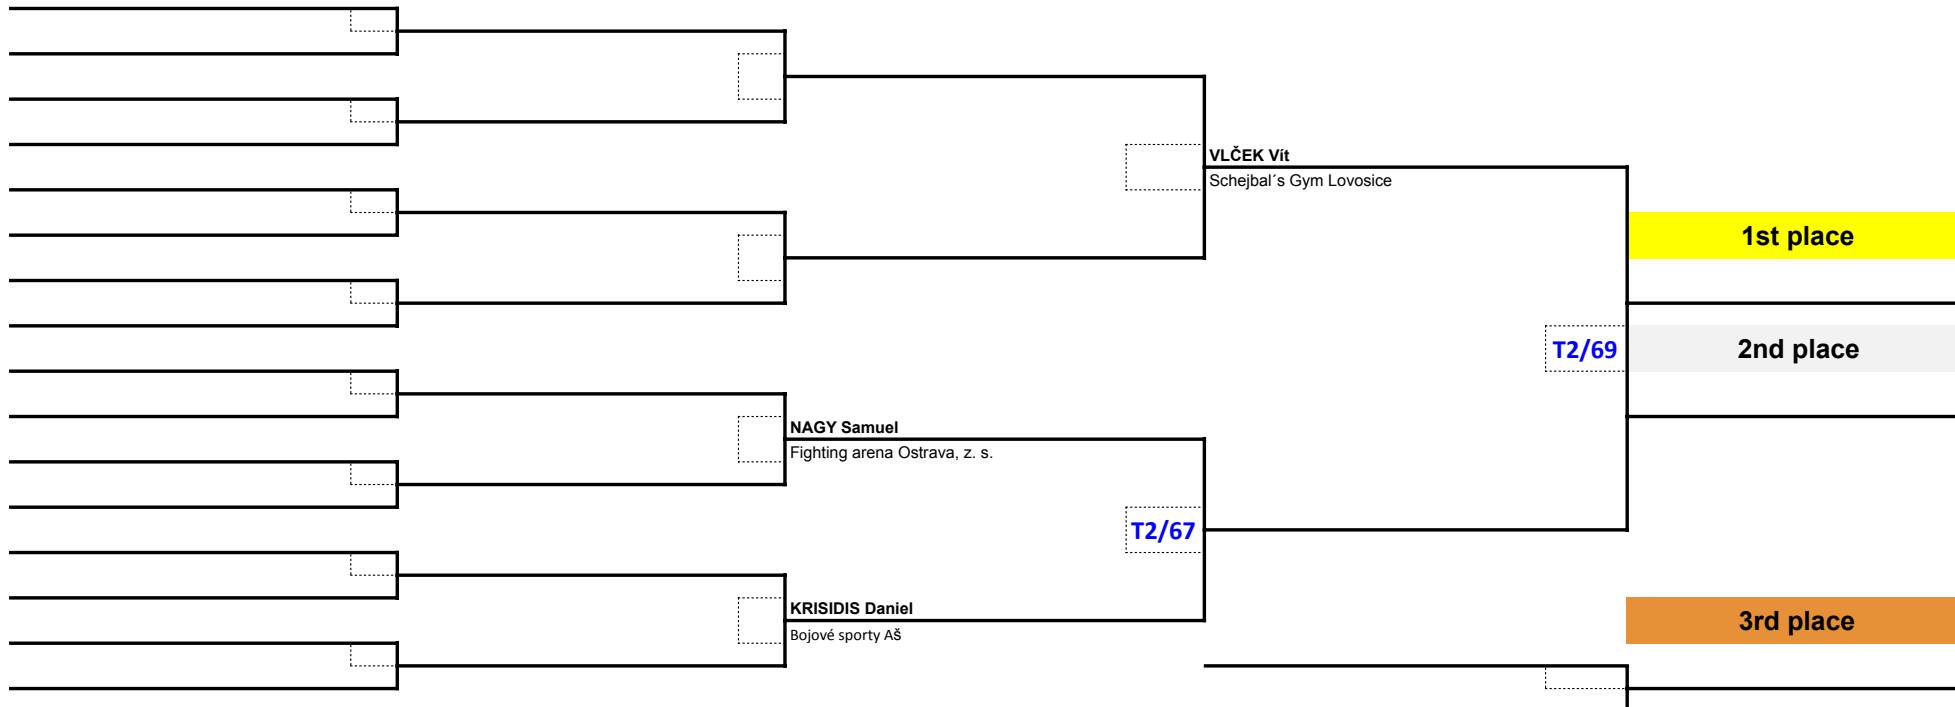 VLČEK Vít
Schejbal´s Gym Lovosice
1st place
T2/69
2nd place
NAGY Samuel
Fighting arena Ostrava, z. s.
T2/67
KRISIDIS Daniel
Bojové sporty Aš
3rd place